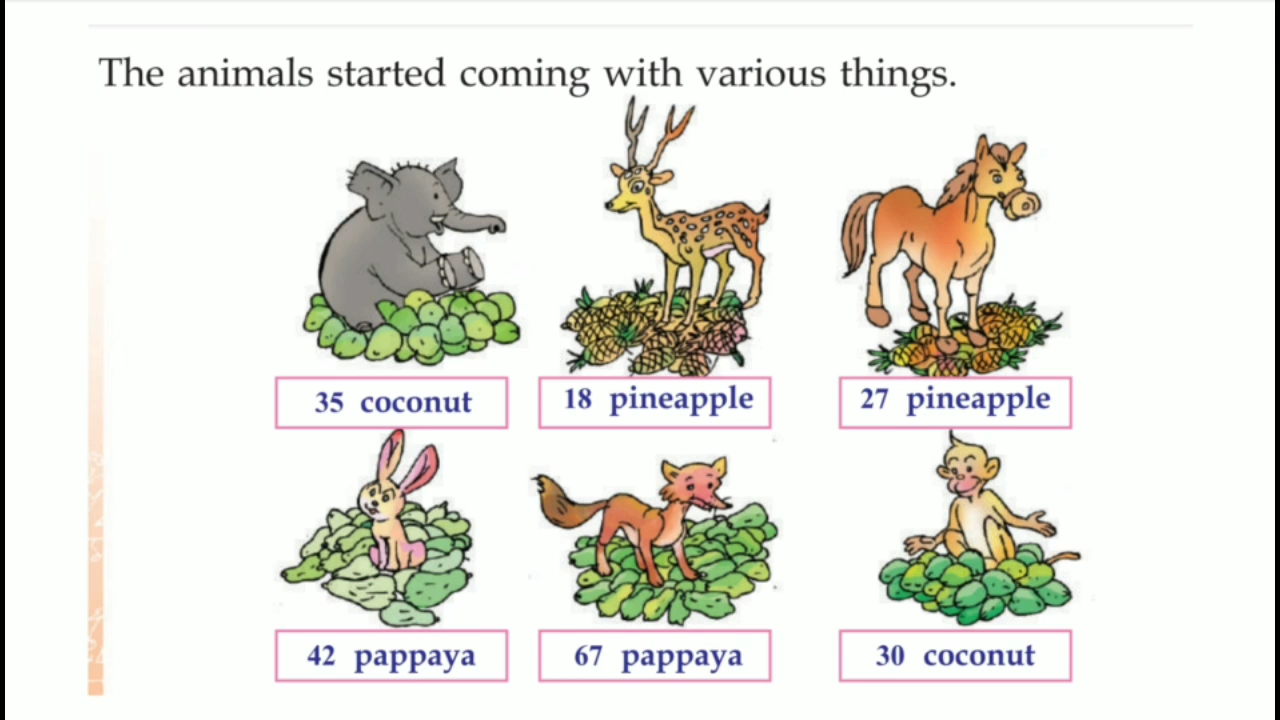 The animals started coming with various things.
35 coconut
18 pineapple
27 pineapple
42 pappaya
67 pappaya
30 coconut